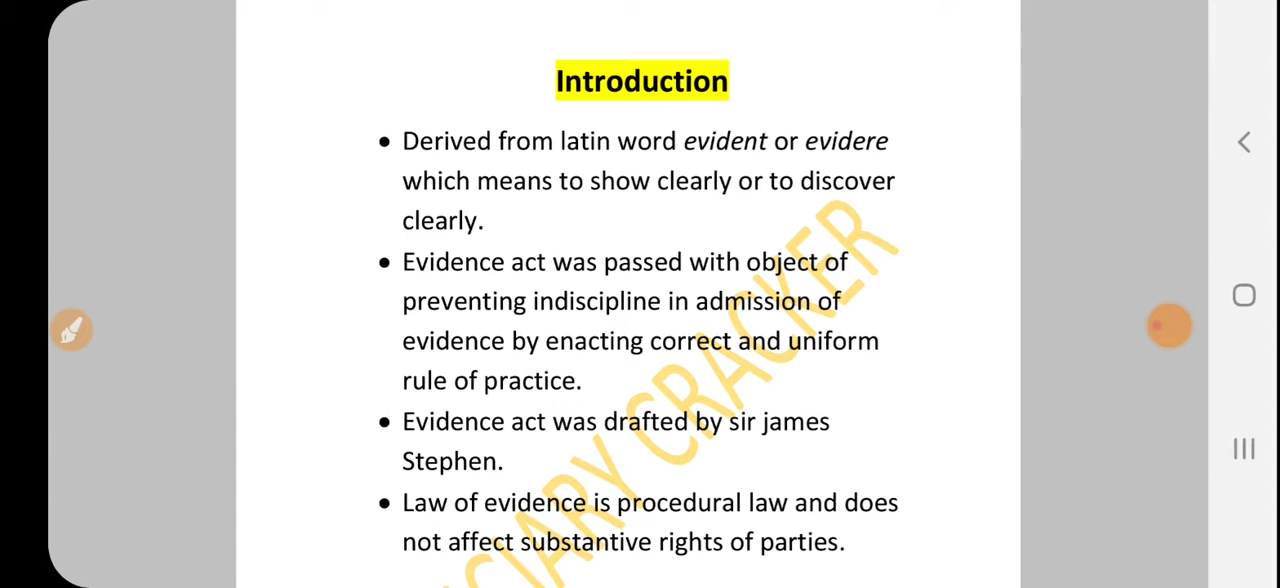 Introduction
• Derived from latin word evident or evidere
which means to show clearly or to discover
clearly.
• Evidence act was passed with object of
preventing indiscipline in admission of
evidence by enacting correct and uniform
rule of practice.
• Evidence act was drafted by sir james
Stephen.
• Law of evidence is procedural law and does
not affect substantive rights of parties.
CIARY CRACKER